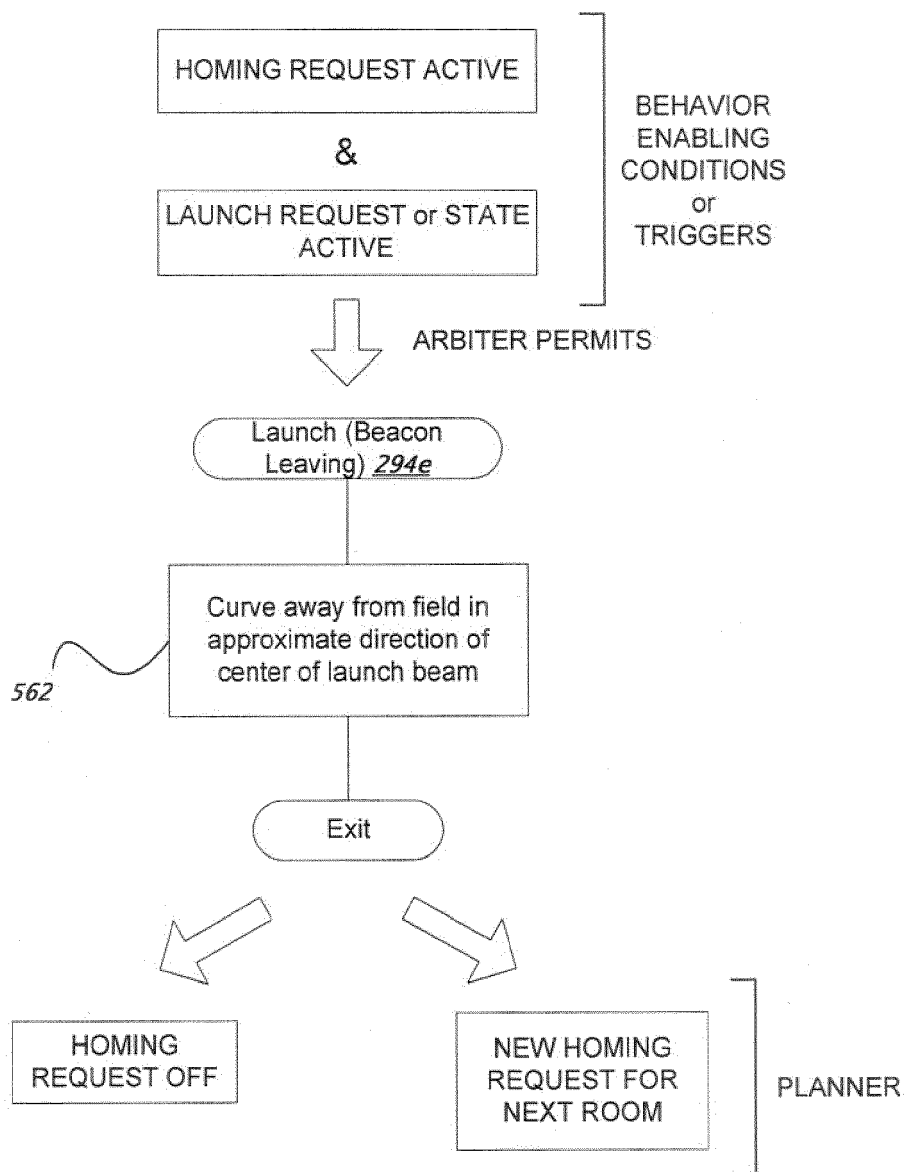 HOMING REQUEST ACTIVE
&
LAUNCH REQUEST or STATE
ACTIVE
BEHAVIOR
ENABLING
CONDITIONS
or
TRIGGERS
ARBITER PERMITS
Launch (Beacon
Leaving) 294e
Curve away from field in
approximate direction of
center of launch beam
562
Exit
HOMING
REQUEST OFF
NEW HOMING
REQUEST FOR
NEXT ROOM
PLANNER